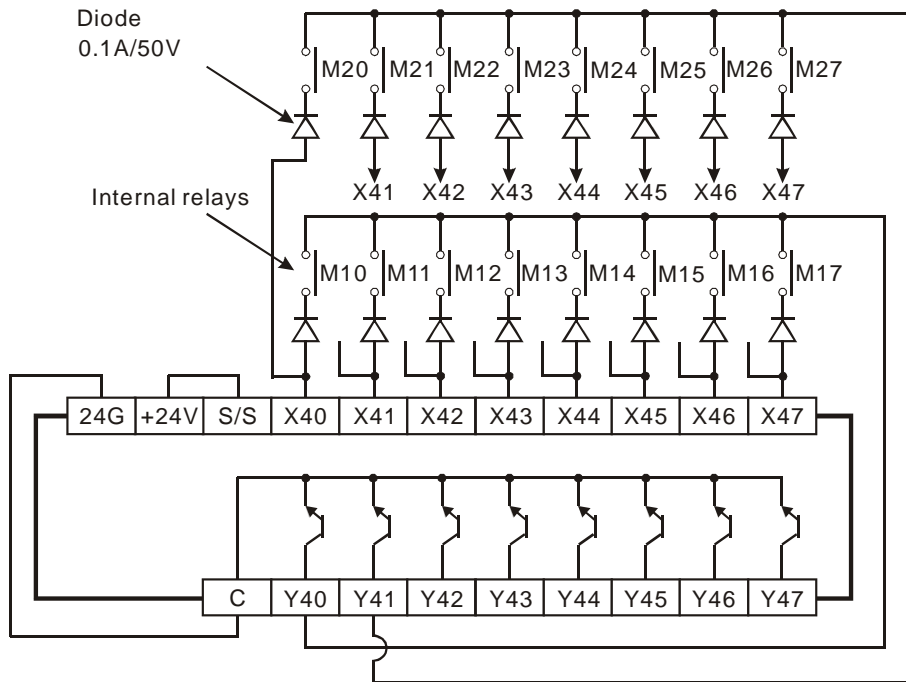 Diode
0.1A/50V
M20 M21 M22 M23 M24 M25 M26 M27
X41 X42 X43 X44 X45 X46 X47
Internal relays
M10 M11 M12 M13 M14 M15 M16 M17
24G +24V S/S X40 X41 X42 X43 X44 X45 X46 X47
C Y40 Y41 Y42 Y43 Y44 Y45 Y46 Y47